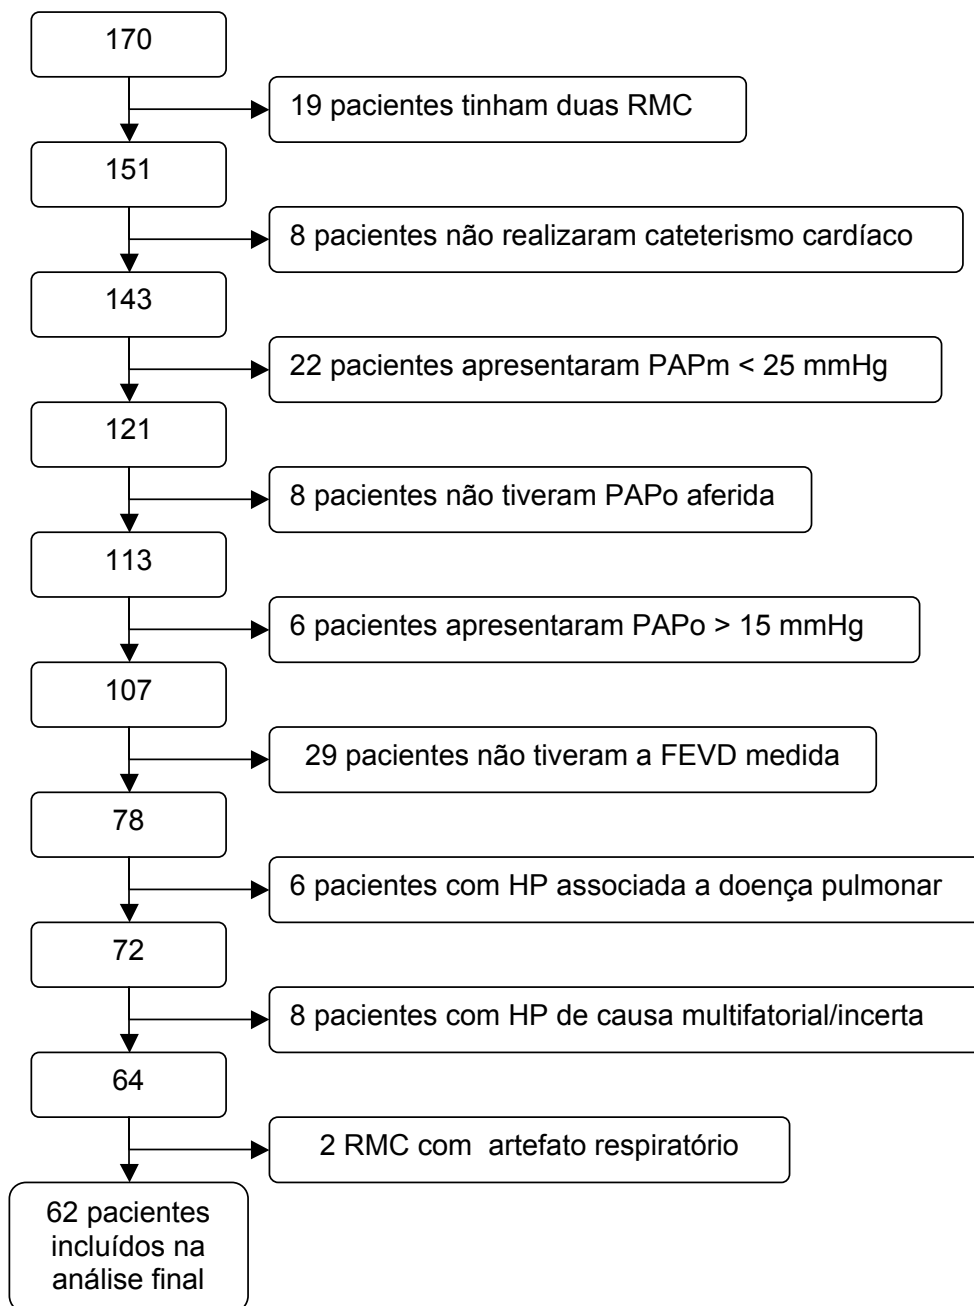 170
19 pacientes tinham duas RMC
151
8 pacientes não realizaram cateterismo cardíaco
143
22 pacientes apresentaram PAPm < 25 mmHg
121
8 pacientes não tiveram PAPo aferida
113
6 pacientes apresentaram PAPo > 15 mmHg
107
29 pacientes não tiveram a FEVD medida
78
6 pacientes com HP associada a doença pulmonar
72
8 pacientes com HP de causa multifatorial/incerta
64
2 RMC com artefato respiratório
62 pacientes
incluídos na
análise final